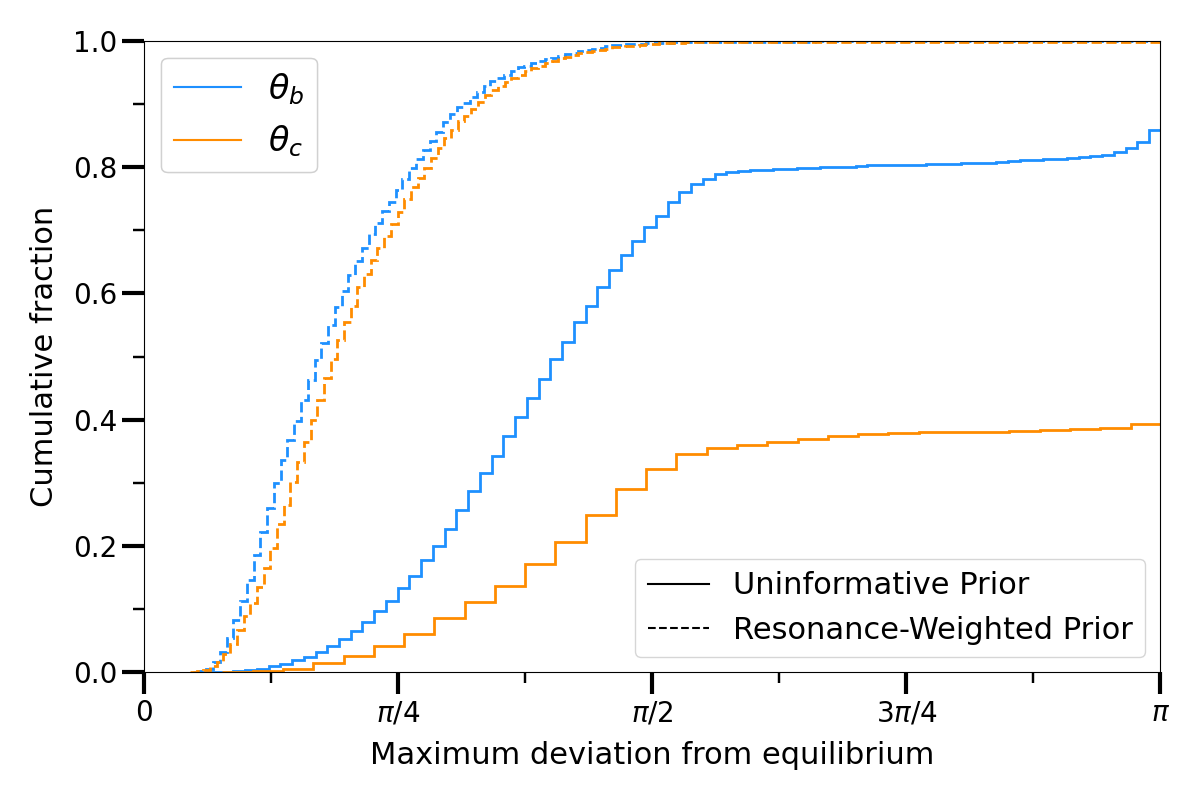 1.0
0.8
0.6
0.4
0.2
0.0
Cumulative fraction
θb
θc
Uninformative Prior
Resonance-Weighted Prior
0
π/4
π/2
3π/4
π
Maximum deviation from equilibrium